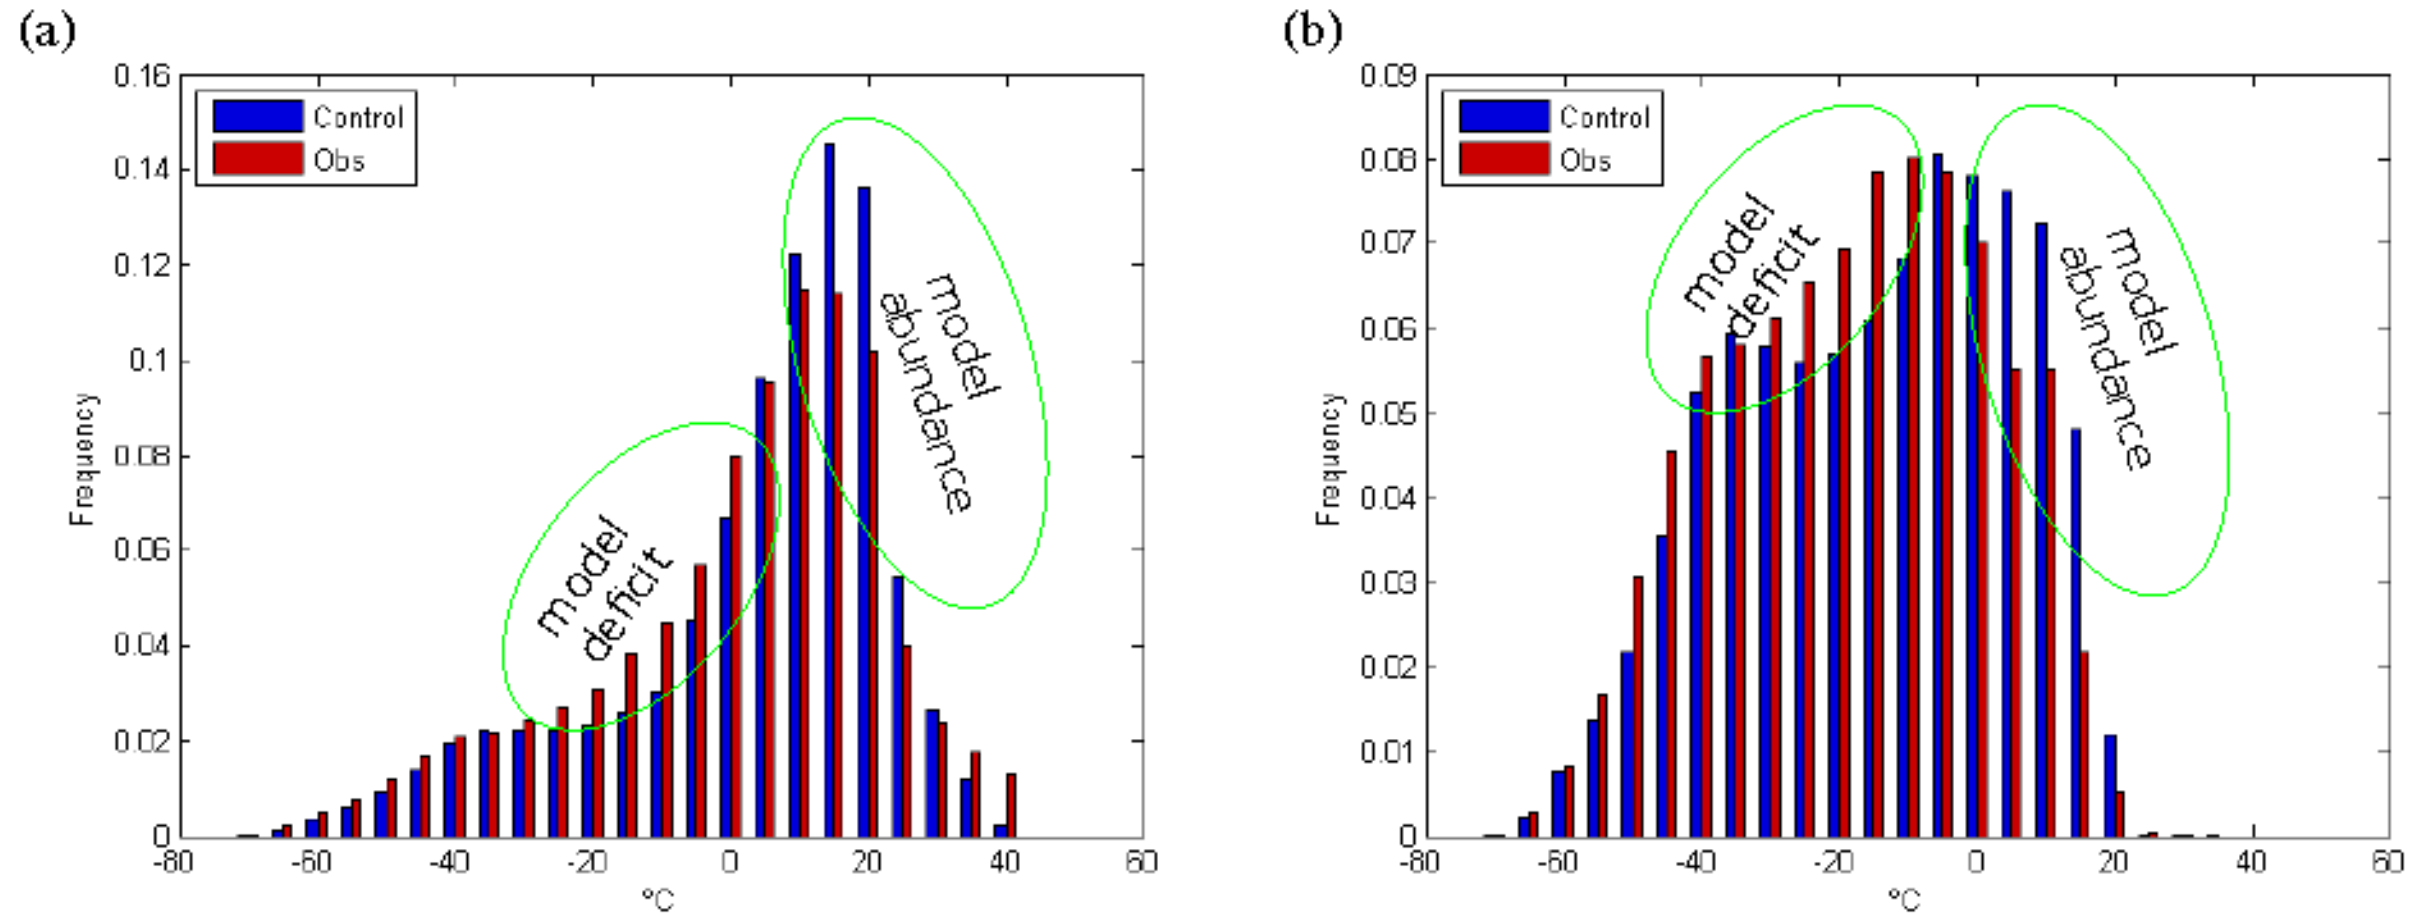 (a)
0.16
0.14
0.12
0.1
0.08
0.06
0.04
0.02
0
Frequency
Control
Obs
model
deficit
model
abundance
-80 -60 -40 -20 0 20 40 60
°C
(b)
0.09
0.08
0.07
0.06
0.05
0.04
0.03
0.02
0.01
0
Frequency
Control
Obs
model
deficit
model
abundance
-80 -60 -40 -20 0 20 40 60
°C